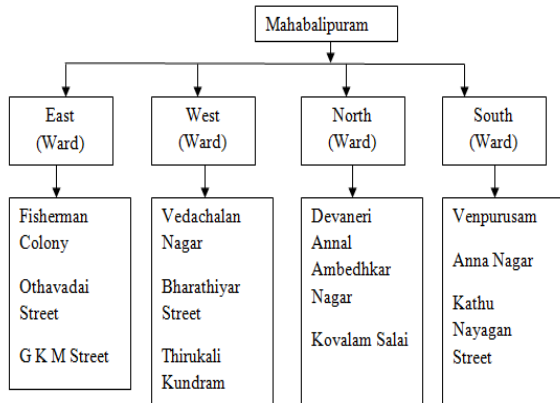 Mahabalipuram
East
(Ward)
West
(Ward)
North
(Ward)
South
(Ward)
Fisherman
Colony
Othavadai
Street
G K M Street
Vedachalan
Nagar
Bharathiyar
Street
Thirukali
Kundram
Devaneri
Annal
Ambedhkar
Nagar
Kovalam Salai
Venpurusam
Anna Nagar
Kathu
Nayagan
Street